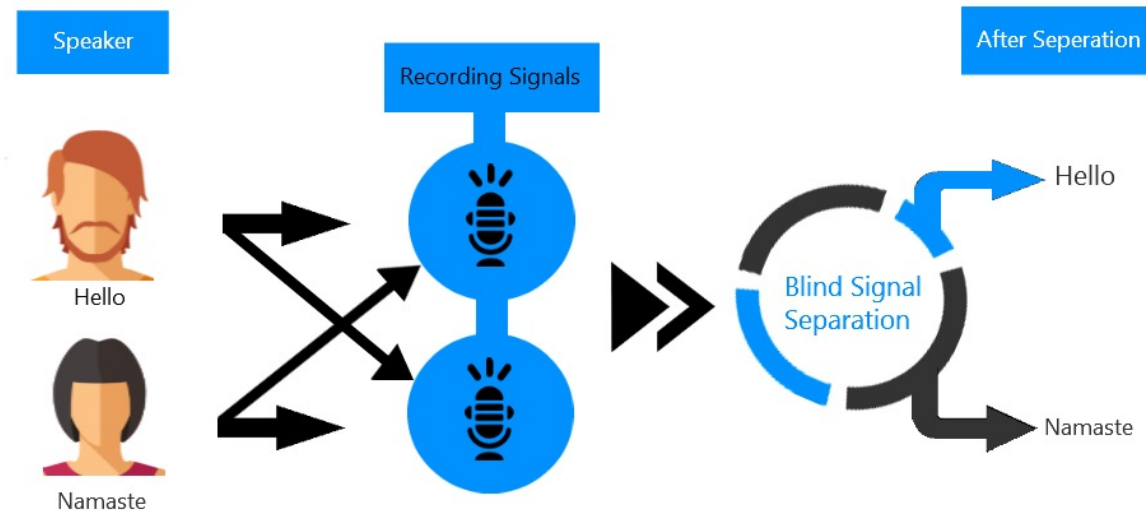 Speaker
Recording Signals
After Seperation
Hello
Namaste
Blind Signal
Separation
Hello
Namaste